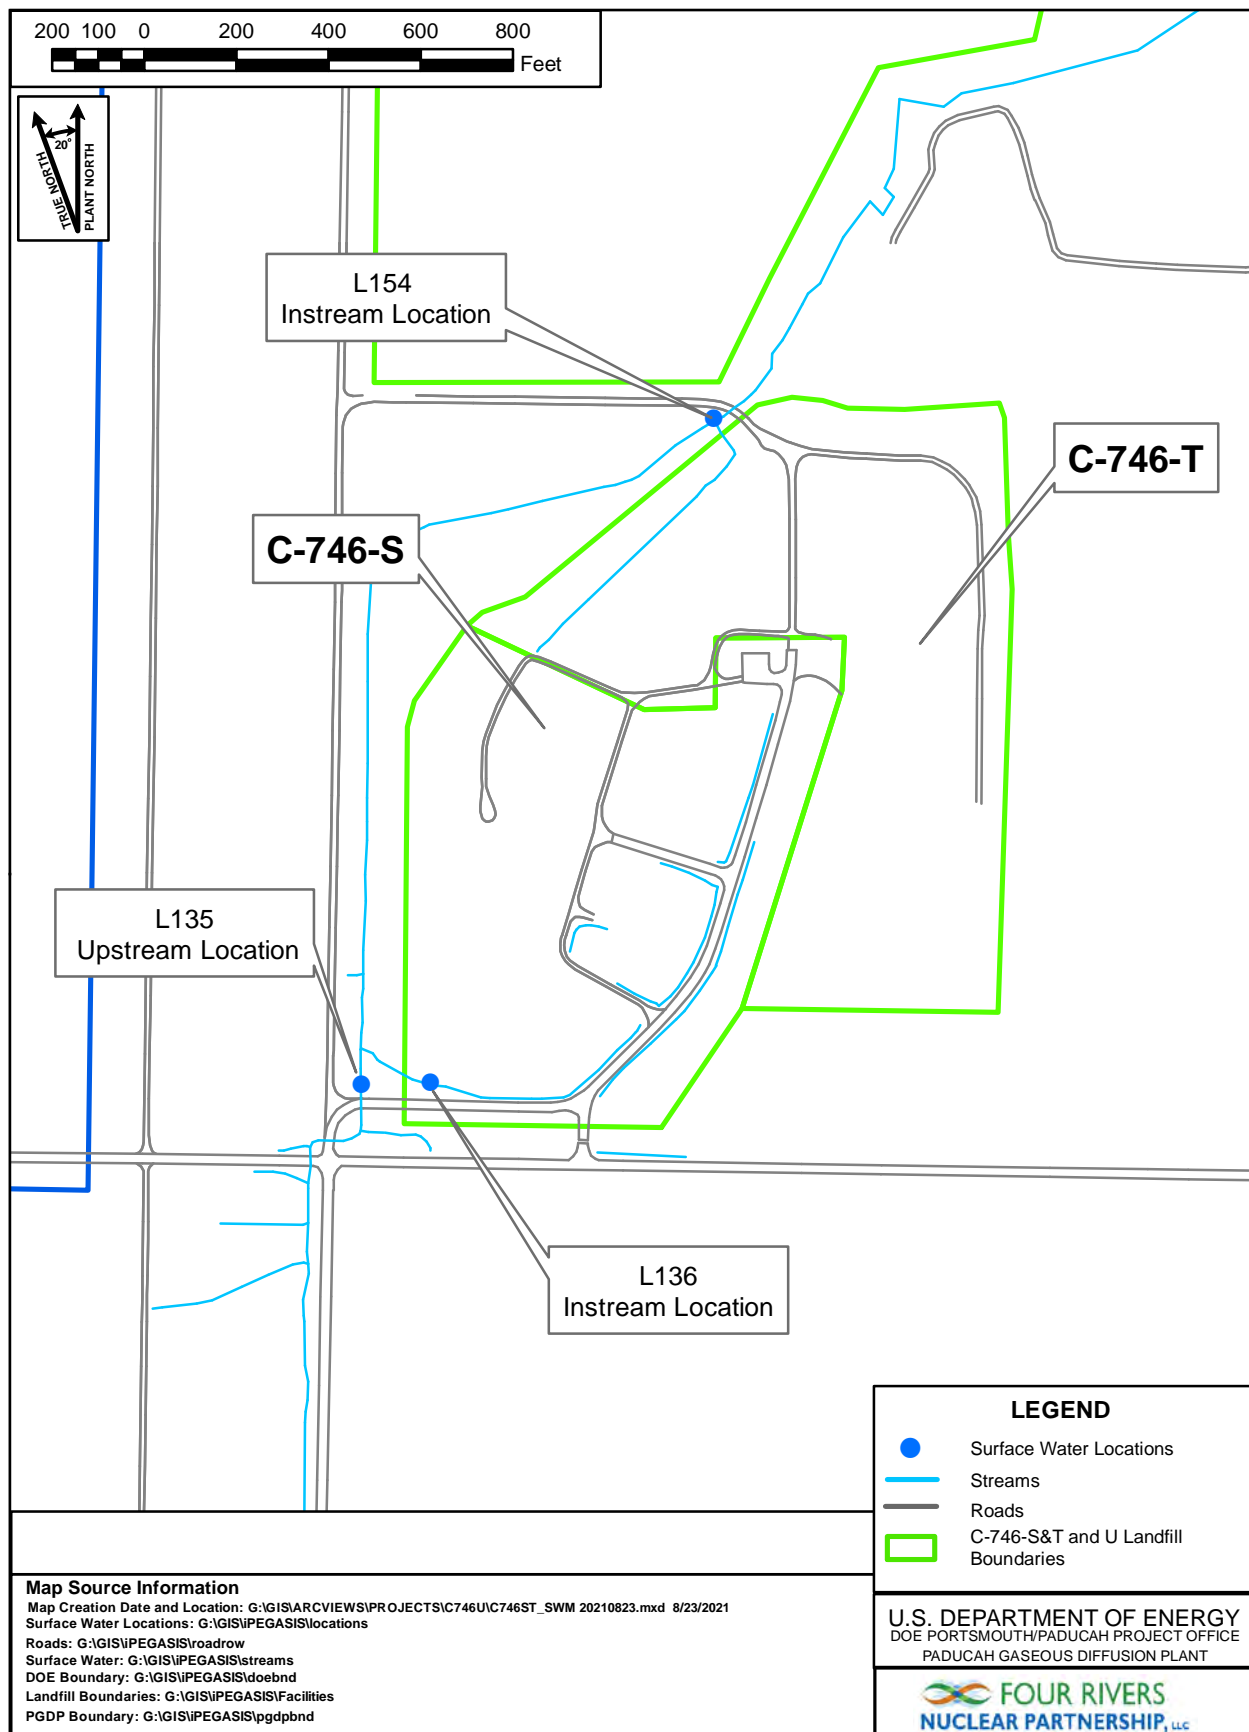 200 100 0 200 400 600 800
Feet
20°
TRUE NORTH
PLANT NORTH
L154
Instream Location
C-746-T
C-746-S
L135
Upstream Location
L136
Instream Location
LEGEND
Surface Water Locations
Streams
Roads
C-746-S&T and U Landfill
Boundaries
Map Source Information
Map Creation Date and Location: G:\GIS\ARCVIEWS\PROJECTS\C746U\C746ST_SWM 20210823.mxd 8/23/2021
Surface Water Locations: G:\GIS\iPEGASIS\locations
Roads: G:\GIS\iPEGASIS\roadrow
Surface Water: G:\GIS\iPEGASIS\streams
DOE Boundary: G:\GIS\iPEGASIS\doebnd
Landfill Boundaries: G:\GIS\iPEGASIS\Facilities
PGDP Boundary: G:\GIS\iPEGASIS\pgdpbnd
U.S. DEPARTMENT OF ENERGY
DOE PORTSMOUTH/PADUCAH PROJECT OFFICE
PADUCAH GASEOUS DIFFUSION PLANT
FOUR RIVERS
NUCLEAR PARTNERSHIP, LLC